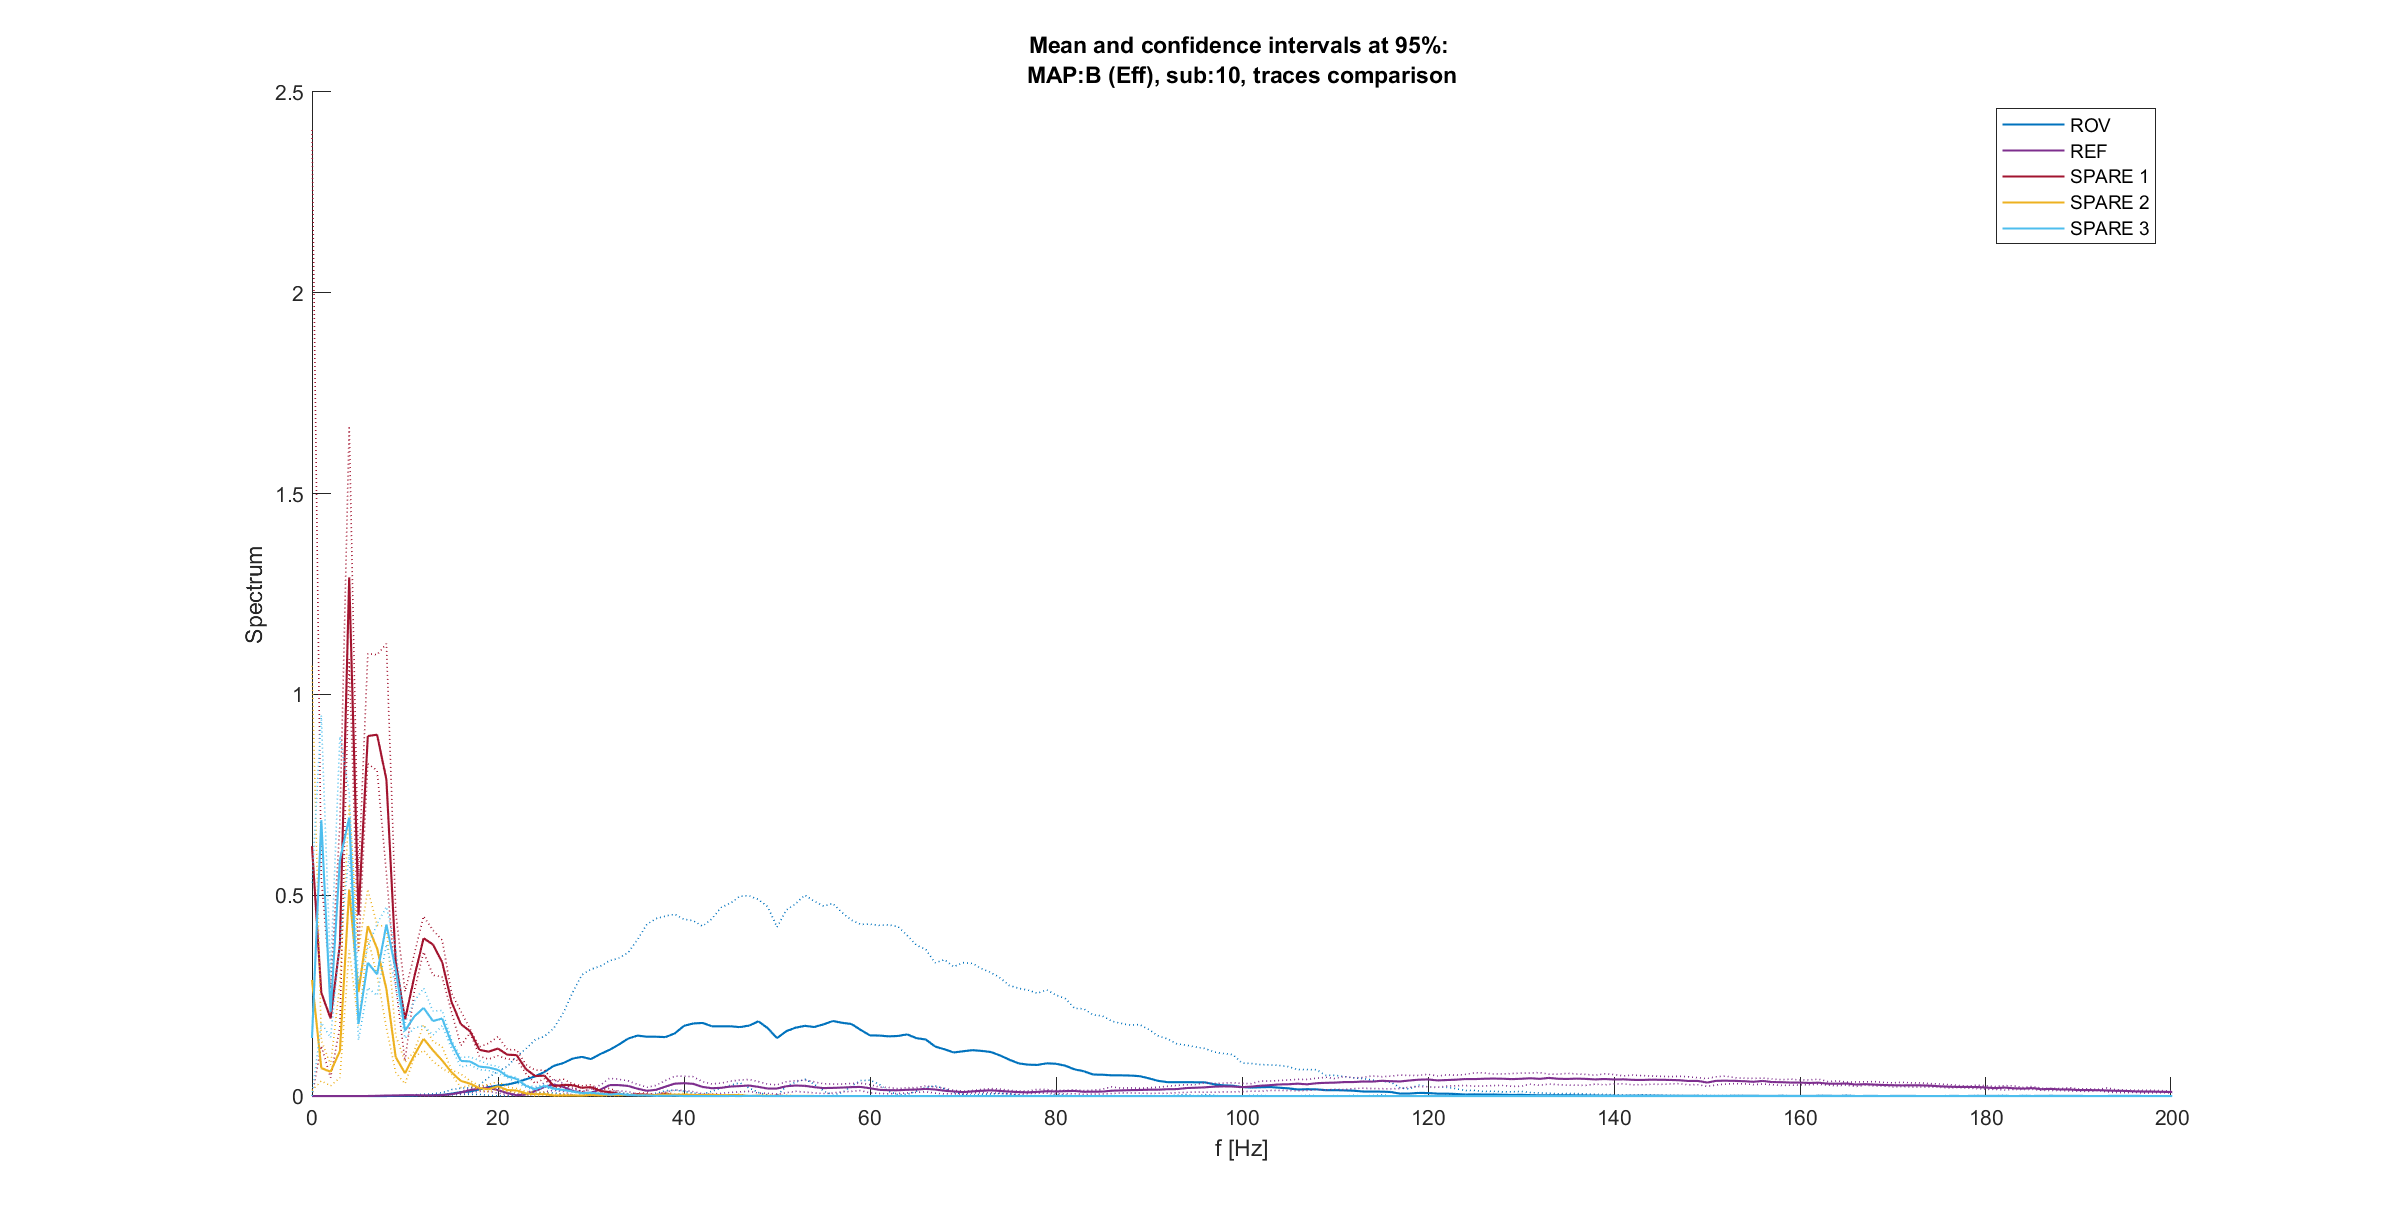 Mean and confidence intervals at 95%:
MAP:B (Eff), sub:10, traces comparison
2.5
2
1.5
1
0.5
0
Spectrum
ROV
REF
SPARE 1
SPARE 2
SPARE 3
0 20 40 60 80 100 120 140 160 180 200
f [Hz]